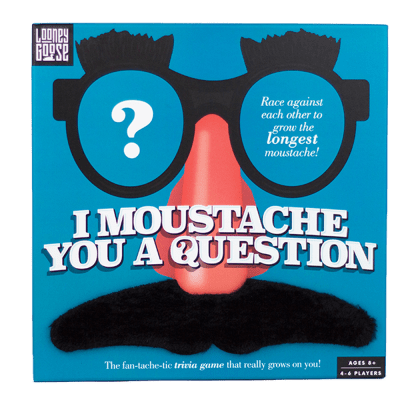 LOONEY
GOOSE
?
Race against
each other to
grow the
longest
moustache!
I MOUSTACHE
YOU A QUESTION
The fan-tache-tic trivia game that really grows on you!
AGES 8+
4-6 PLAYERS